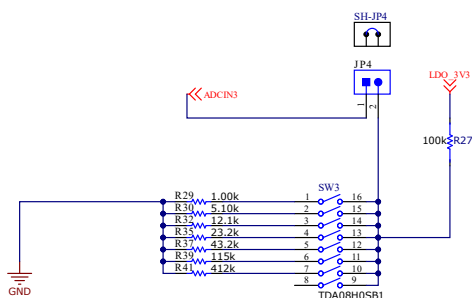 SH-JP4
JP4
LDO_3V3
ADCIN3
1
2
100k
R27
SW3
R29 1.00k 1 16
R30 5.10k 2 15
R32 12.1k 3 14
R35 23.2k 4 13
R37 43.2k 5 12
R39 115k 6 11
R41 412k 7 10
8 9
GND
TDA08H0SB1